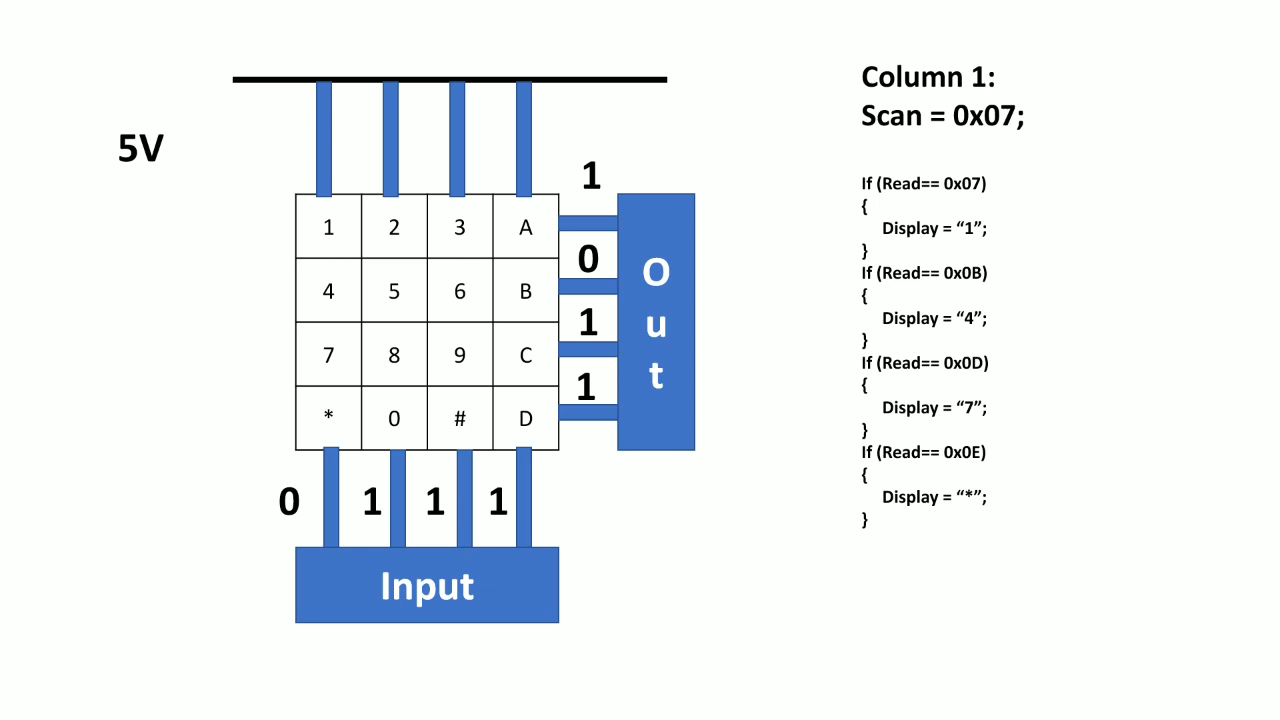 5V
1
1 2 3 A
0
4 5 6 B
1
7 8 9 C
1
* 0 # D
Out
0 1 1 1
Input
Column 1:
Scan = 0x07;
If (Read== 0x07)
{
Display = “1”;
}
If (Read== 0x0B)
{
Display = “4”;
}
If (Read== 0x0D)
{
Display = “7”;
}
If (Read== 0x0E)
{
Display = “*”;
}